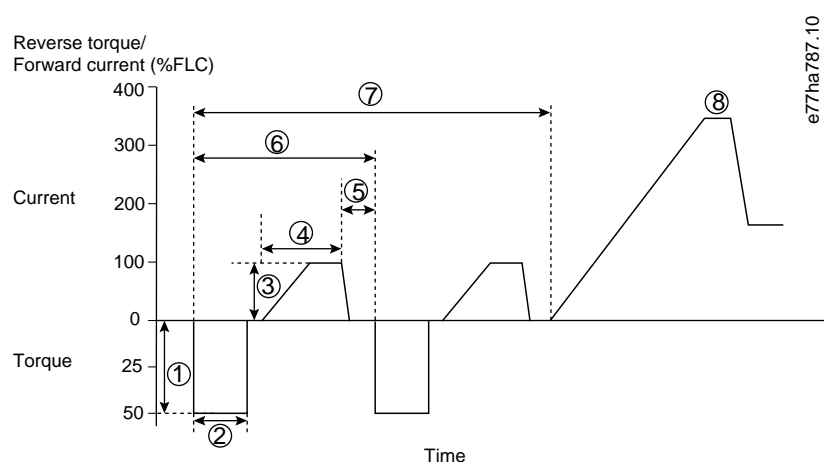 Reverse torque/
Forward current (%FLC)
e77ha787.10
400
⑦
⑧
300
⑥
Current
200
⑤
④
100
③
0
Torque
25
①
50
②
Time